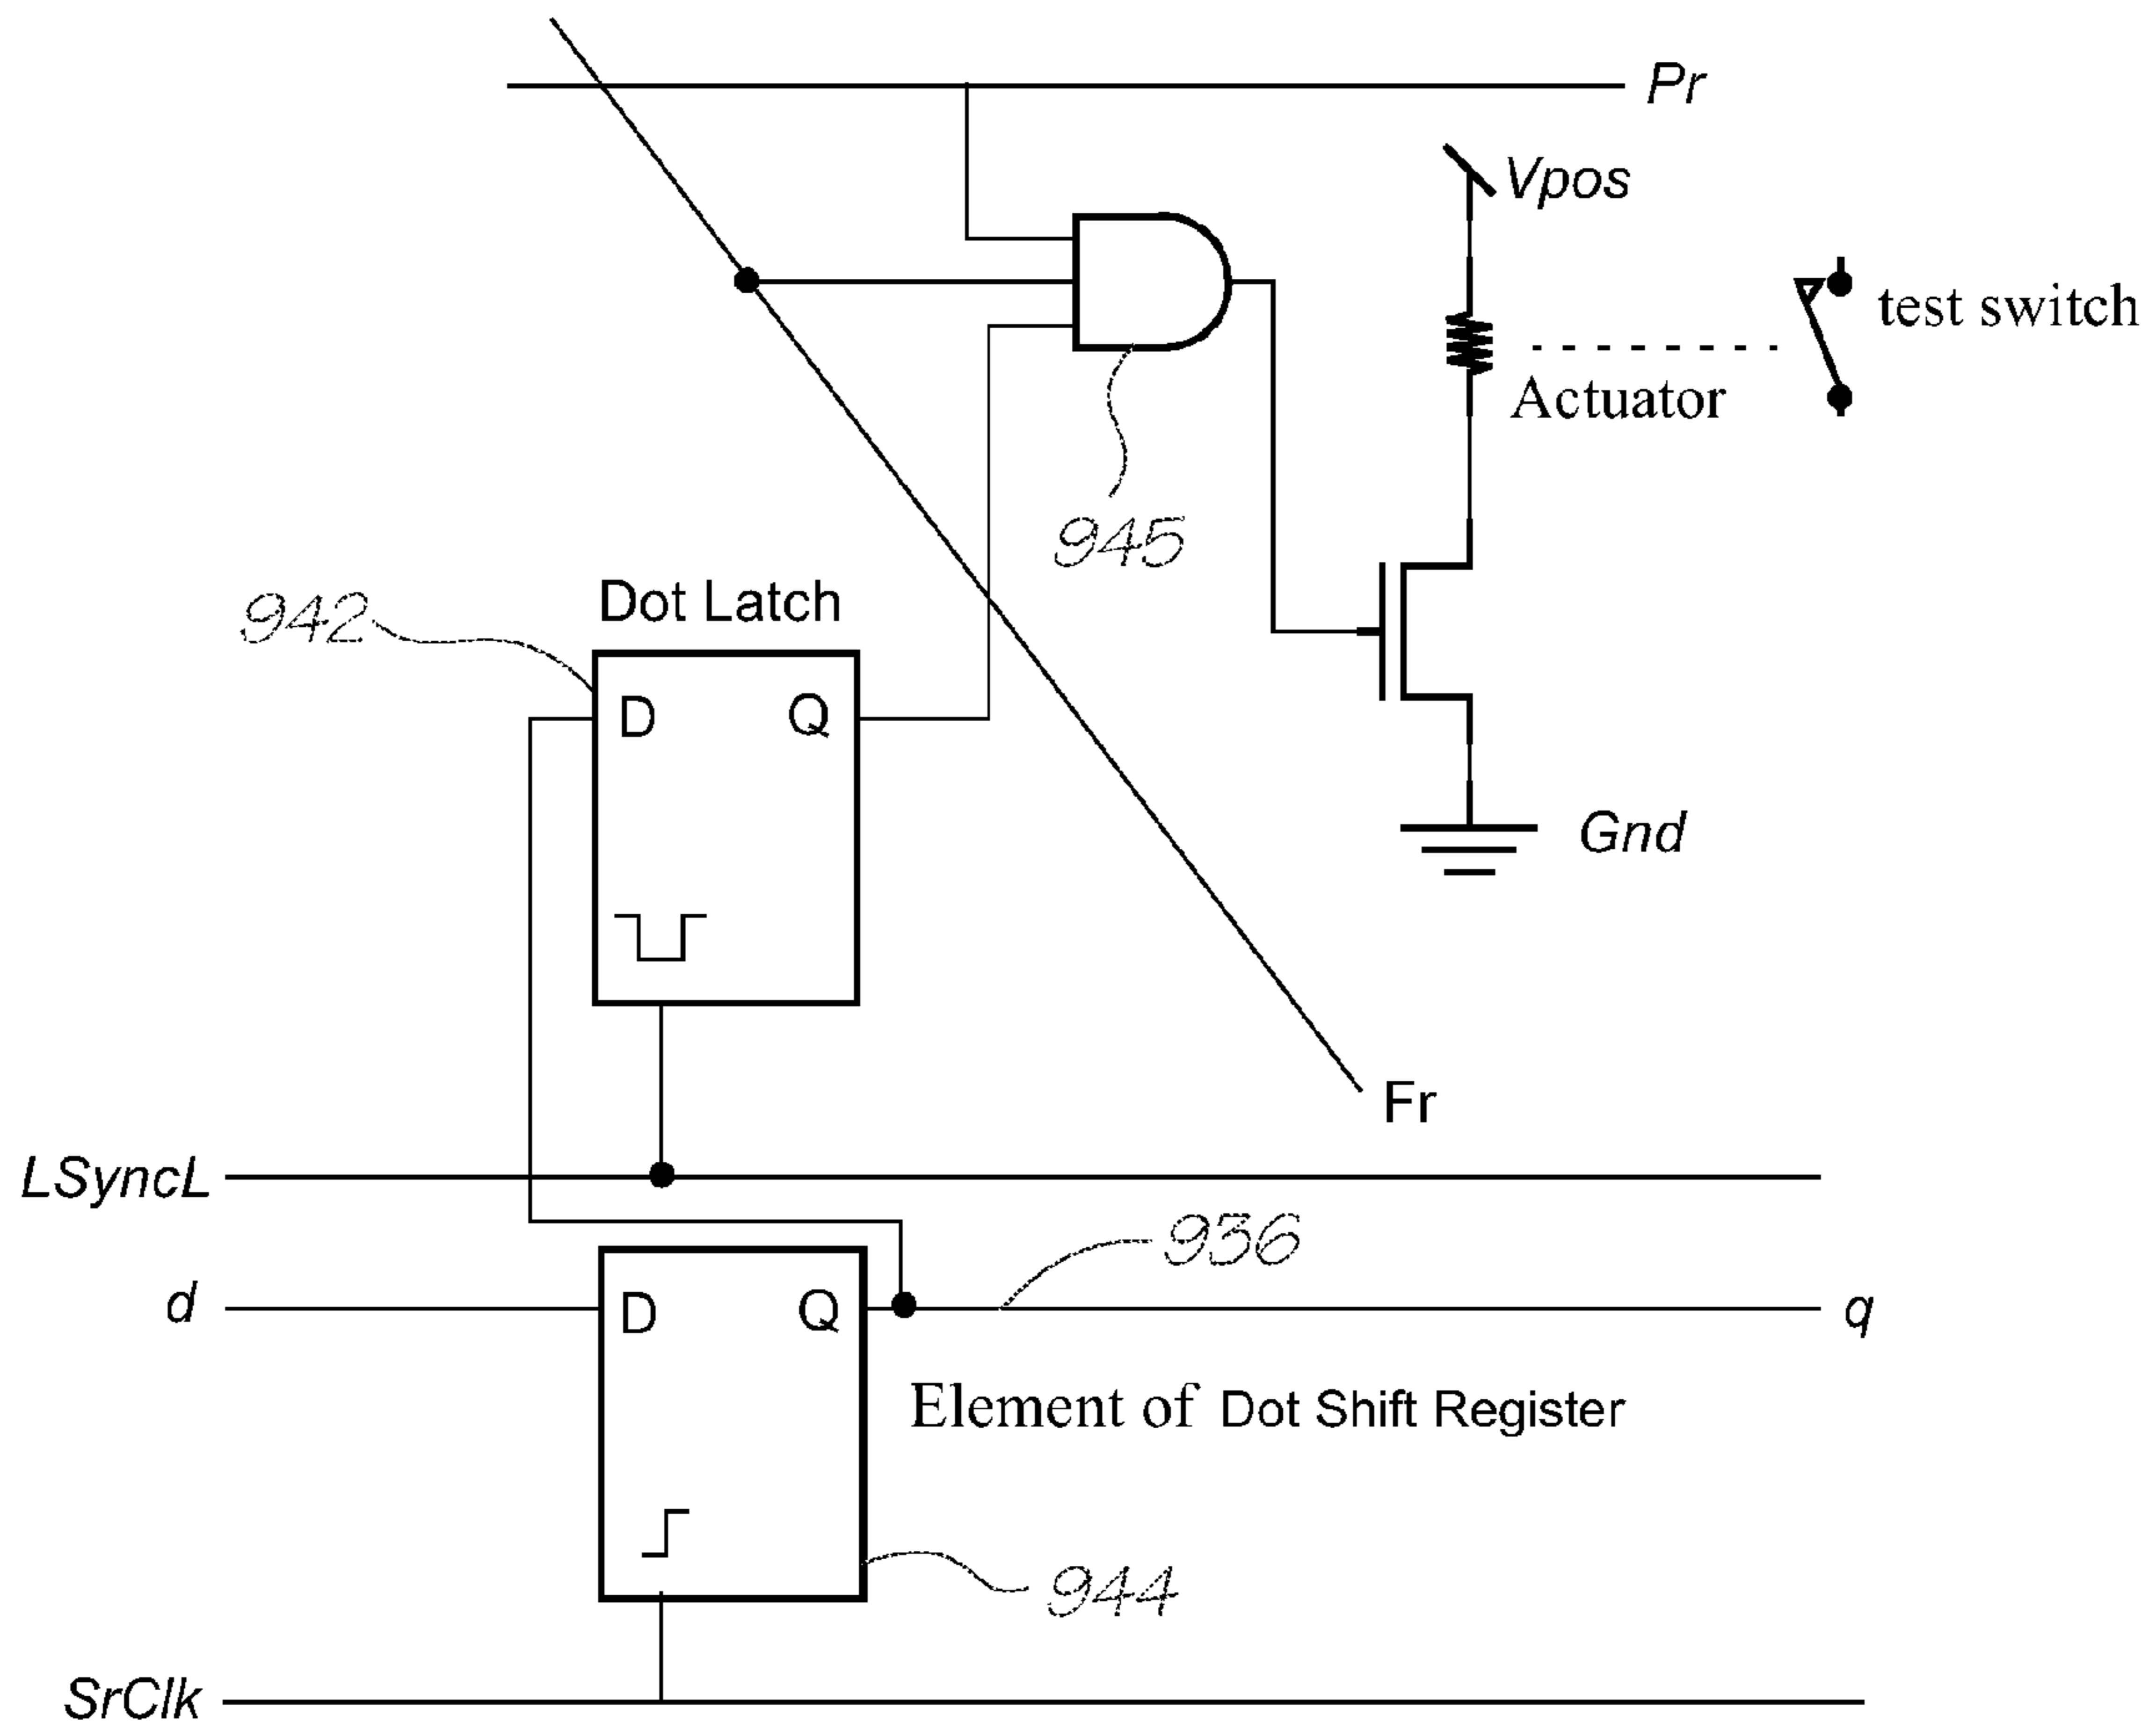 Pr
Vpos
test switch
Actuator
945
Dot Latch
942
D Q
Gnd
Fr
LSyncL
936
d D Q q
Element of Dot Shift Register
944
SrClk